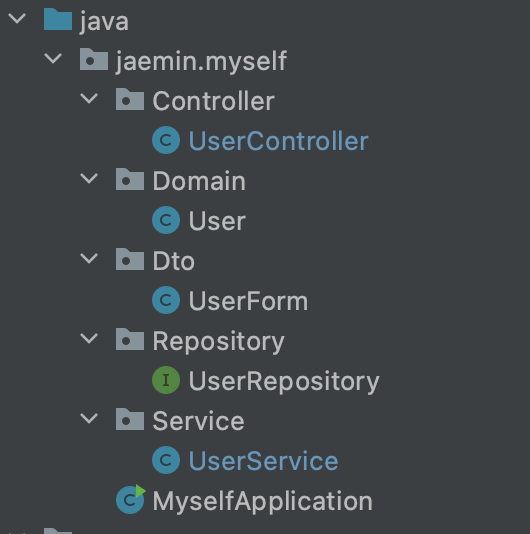 java
jaemin.myself
Controller
C UserController
Domain
C User
Dto
C UserForm
Repository
I UserRepository
Service
C UserService
C MyselfApplication